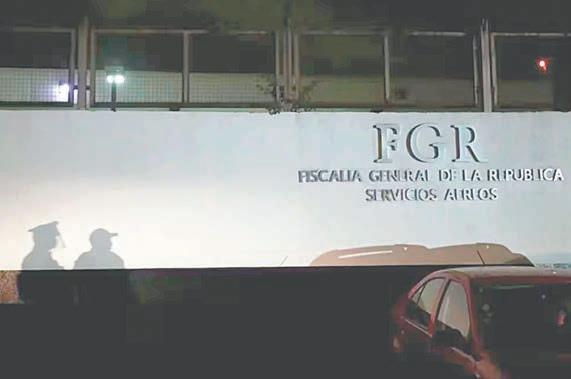 FGR
FISCALIA GENERAL DE LA REPUBLICA
SERVICIOS AEREOS